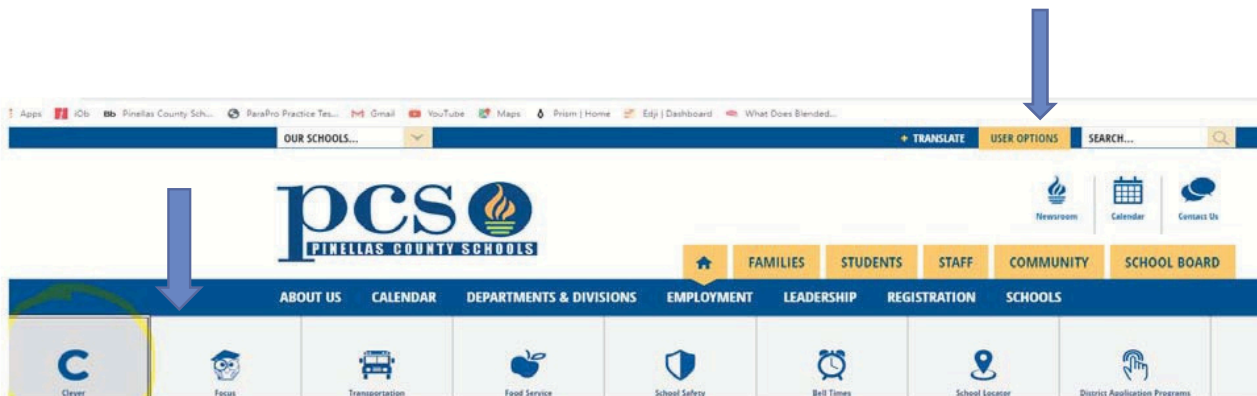 Apps iOb Bb Pinellas County Sch... ParaPro Practice Tes... Gmail YouTube Maps Prism | Home Edji | Dashboard What Does Blended...
OUR SCHOOLS... + TRANSLATE USER OPTIONS SEARCH...
pcs
PINELLAS COUNTY SCHOOLS
Newsroom Calendar Contact Us
FAMILIES STUDENTS STAFF COMMUNITY SCHOOL BOARD
ABOUT US CALENDAR DEPARTMENTS & DIVISIONS EMPLOYMENT LEADERSHIP REGISTRATION SCHOOLS
C
Clever Focus Transportation Food Service School Safety Bell Times School Locator District Application Programs